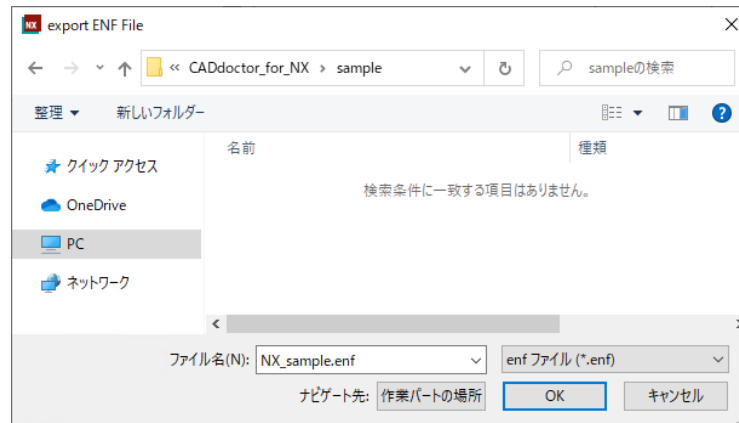 NX export ENF File
« CADdoctor_for_NX › sample
sampleの検索
整理 新しいフォルダー
名前 種類
クイック アクセス
検索条件に一致する項目はありません。
OneDrive
PC
ネットワーク
ファイル名(N): NX_sample.enf enf ファイル (*.enf)
ナビゲート先: 作業パートの場所 OK キャンセル